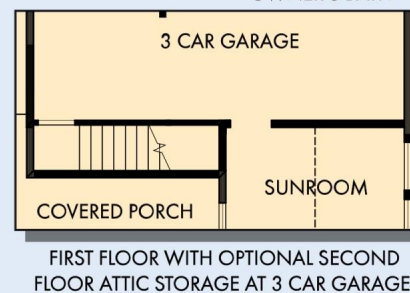 3 CAR GARAGE
SUNROOM
COVERED PORCH
FIRST FLOOR WITH OPTIONAL SECOND
FLOOR ATTIC STORAGE AT 3 CAR GARAGE